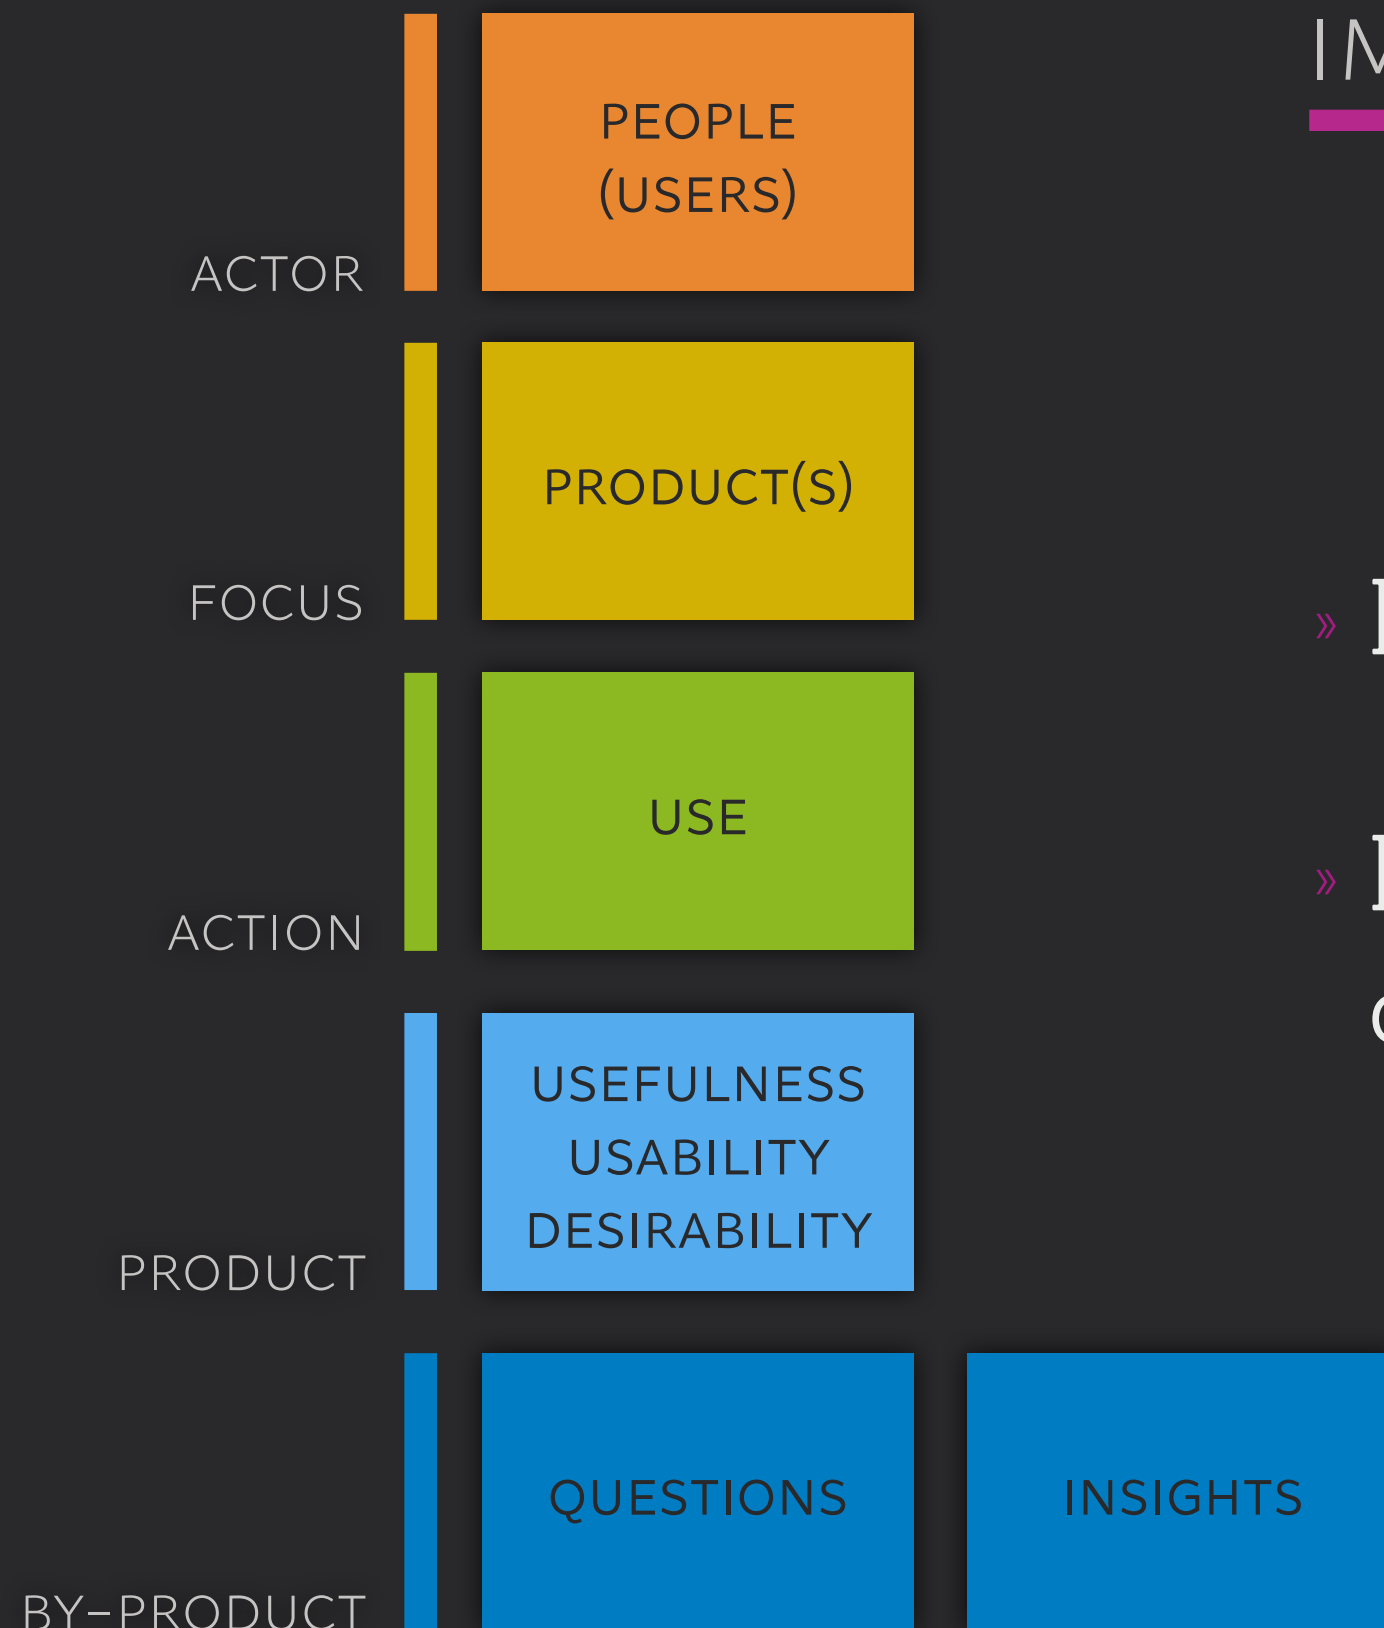 PEOPLE
(USERS)
ACTOR
PRODUCT(S)
FOCUS
USE
ACTION
USEFULNESS
USABILITY
DESIRABILITY
PRODUCT
QUESTIONS
INSIGHTS
BY–PRODUCT